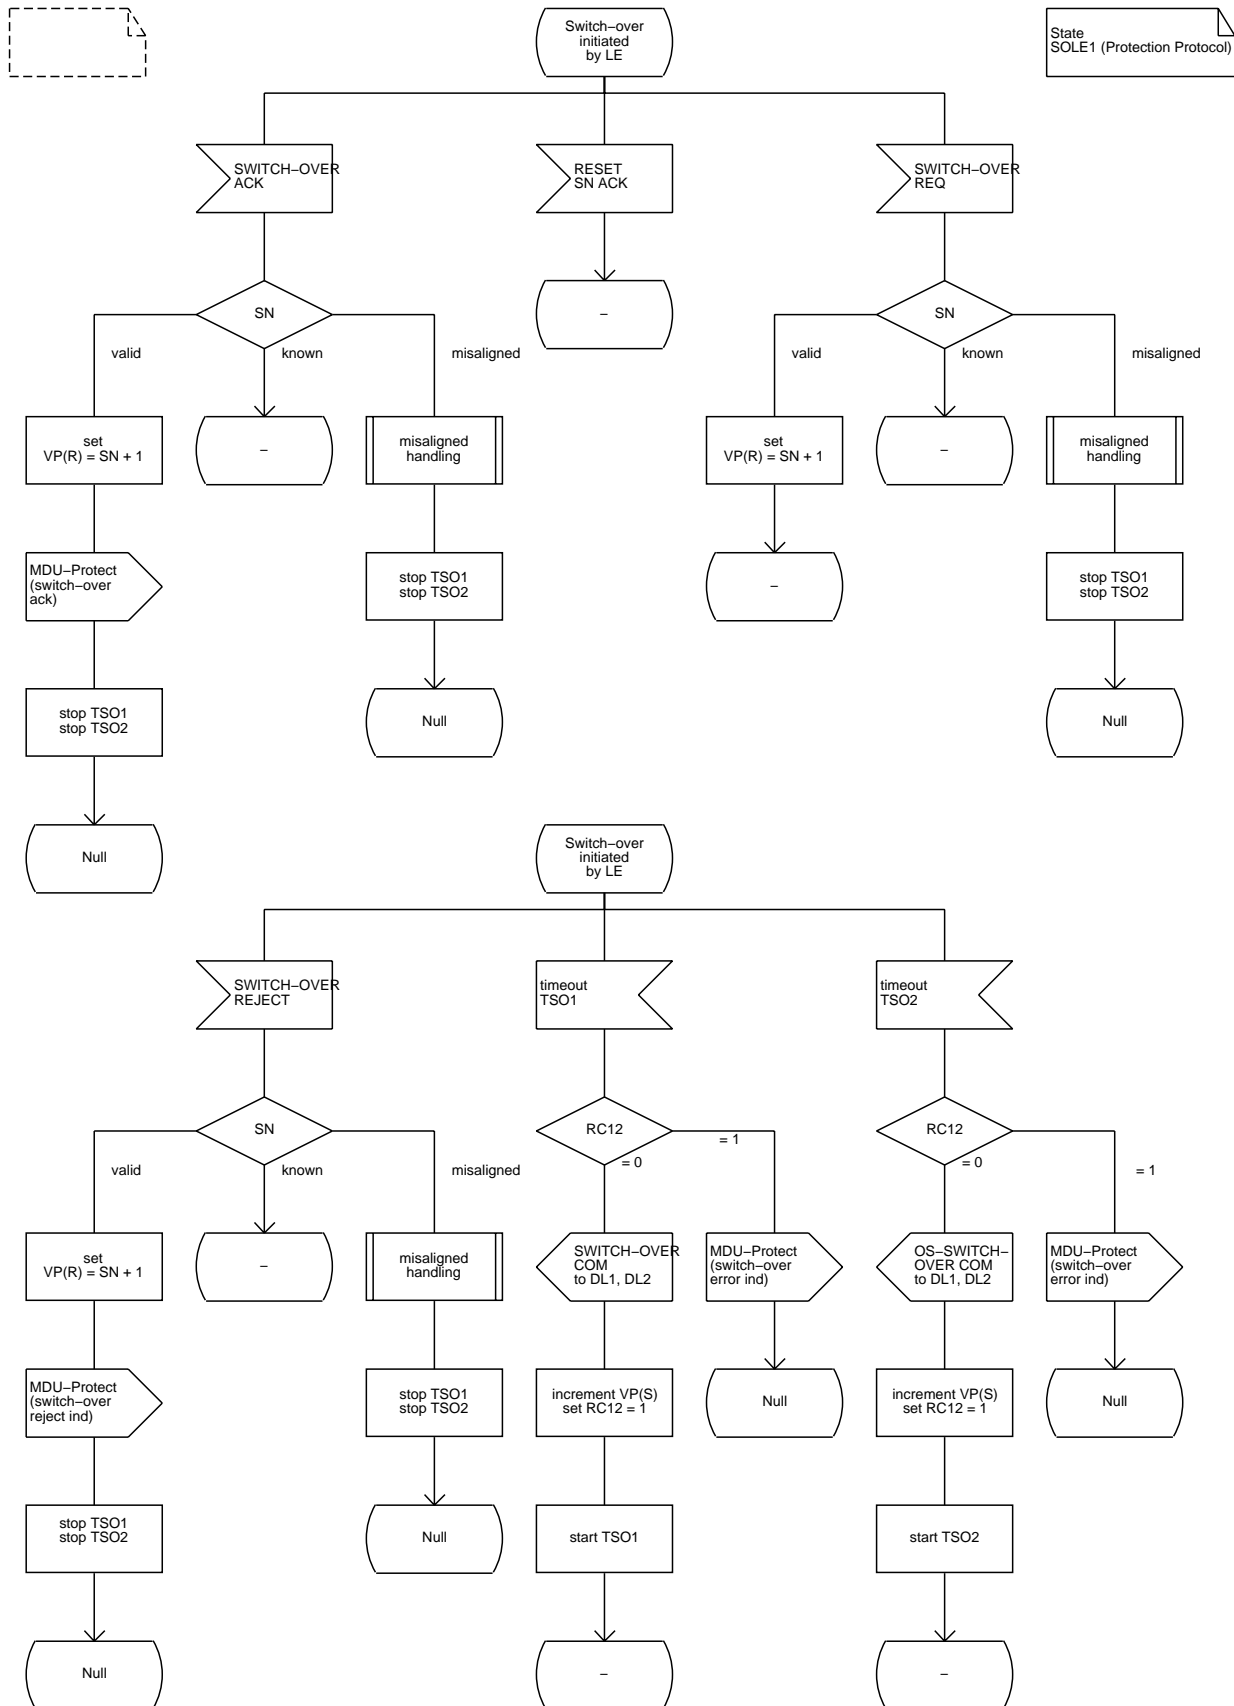 Switch–over
initiated
by LE
State
SOLE1 (Protection Protocol)
SWITCH–OVER
ACK
RESET
SN ACK
SWITCH–OVER
REQ
SN
–
SN
valid
known
misaligned
valid
known
misaligned
set
VP(R) = SN + 1
–
misaligned
handling
set
VP(R) = SN + 1
–
misaligned
handling
MDU–Protect
(switch–over
ack)
stop TSO1
stop TSO2
–
stop TSO1
stop TSO2
stop TSO1
stop TSO2
Null
Null
Null
Switch–over
initiated
by LE
SWITCH–OVER
REJECT
timeout
TSO1
timeout
TSO2
SN
RC12
RC12
valid
known
misaligned
= 0
= 1
= 0
= 1
set
VP(R) = SN + 1
–
misaligned
handling
SWITCH–OVER
COM
to DL1, DL2
MDU–Protect
(switch–over
error ind)
OS–SWITCH–
OVER COM
to DL1, DL2
MDU–Protect
(switch–over
error ind)
MDU–Protect
(switch–over
reject ind)
stop TSO1
stop TSO2
increment VP(S)
set RC12 = 1
Null
increment VP(S)
set RC12 = 1
Null
stop TSO1
stop TSO2
Null
start TSO1
start TSO2
Null
–
–